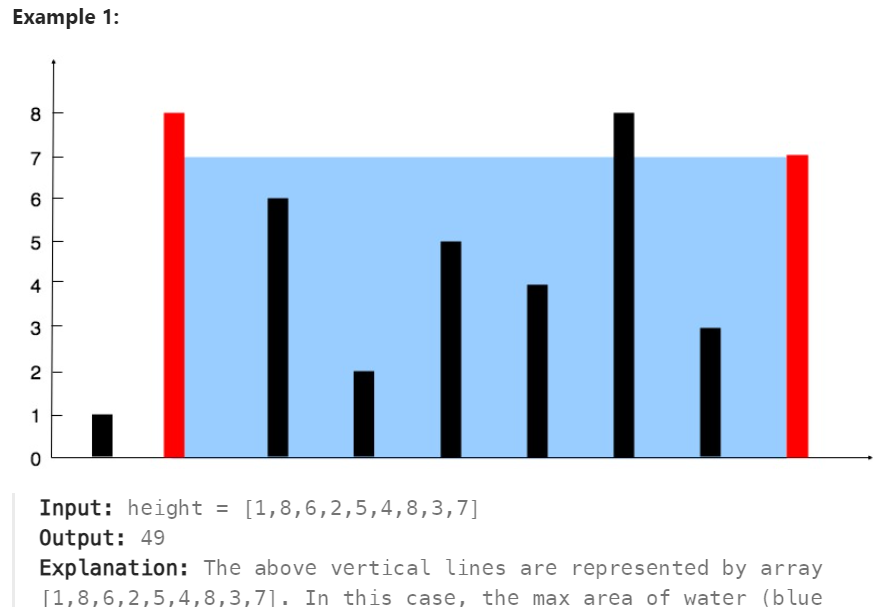 Example 1:
8
7
6
5
4
3
2
1
0
Input: height = [1,8,6,2,5,4,8,3,7]
Output: 49
Explanation: The above vertical lines are represented by array
[1,8,6,2,5,4,8,3,7]. In this case, the max area of water (blue